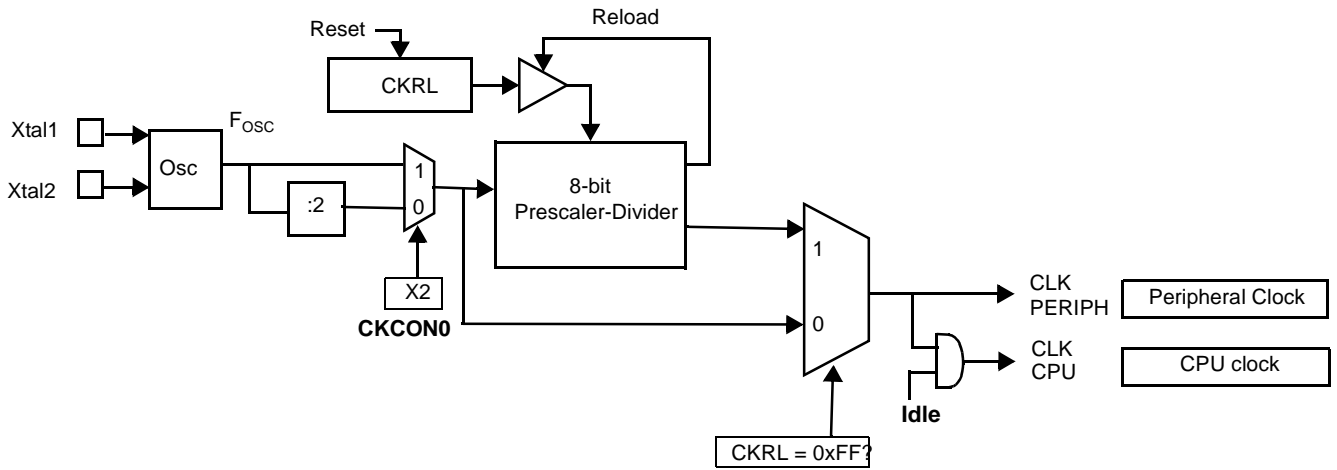 Reload
Reset
CKRL
Xtal1
FOSC
Osc
Xtal2
:2
1
0
8-bit
Prescaler-Divider
X2
CKCON0
1
0
CLK
PERIPH
Peripheral Clock
CLK
CPU
CPU clock
Idle
CKRL = 0xFF?